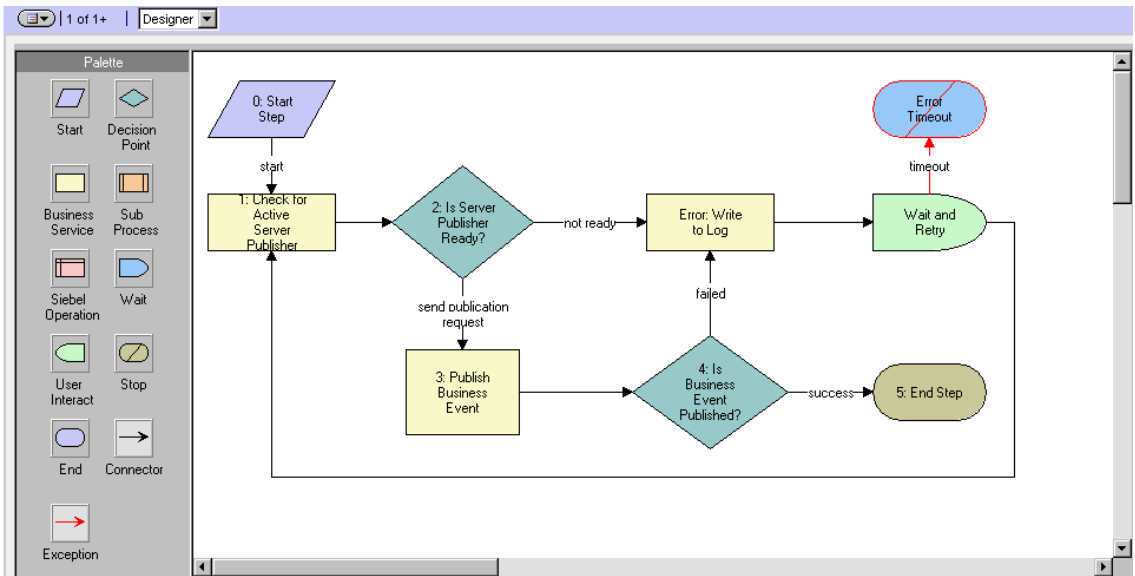 1 of 1+
Designer
Palette
Start
Decision
Point
Business
Service
Sub
Process
Siebel
Operation
Wait
User
Interact
Stop
End
Connector
Exception
0: Start
Step
start
1: Check for
Active
Server
Publisher
2: Is Server
Publisher
Ready?
not ready
Error: Write
to Log
Wait and
Retry
timeout
Error
Timeout
send publication
request
failed
3: Publish
Business
Event
4: Is
Business
Event
Published?
success
5: End Step